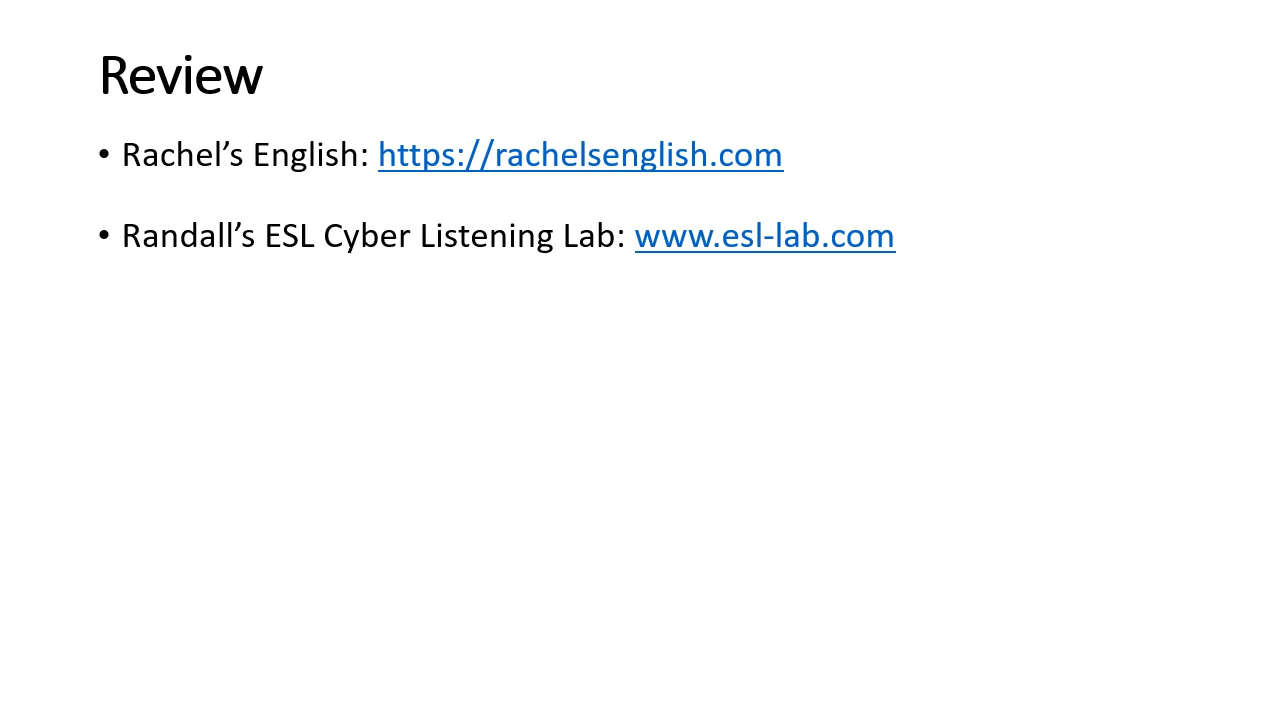 Review
• Rachel’s English: https://rachelsenglish.com
• Randall’s ESL Cyber Listening Lab: www.esl-lab.com